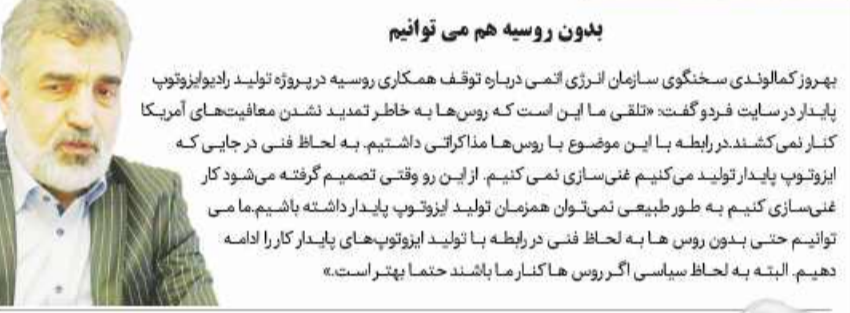 بدون روسیه هم می توانیم
بهروز کمالوندی سخنگوی سازمان انرژی اتمی درباره توقف همکاری روسیه در پروژه تولید رادیوایزوتوپ
پایدار در سایت فردو گفت: «تلقی ما این است که روس‌ها به خاطر تمدید نشدن معافیت‌های آمریکا
کنار نمی‌کشند.در رابطه با این موضوع با روس‌ها مذاکراتی داشتیم. به لحاظ فنی در جایی که
ایزوتوپ پایدار تولید می‌کنیم غنی‌سازی نمی‌کنیم. از این رو وقتی تصمیم گرفته می‌شود کار
غنی‌سازی کنیم به طور طبیعی نمی‌توان همزمان تولید ایزوتوپ پایدار داشته باشیم.ما می
توانیم حتی بدون روس ها به لحاظ فنی در رابطه با تولید ایزوتوپ‌های پایدار کار را ادامه
دهیم. البته به لحاظ سیاسی اگر روس ها کنار ما باشند حتما بهتر است.»